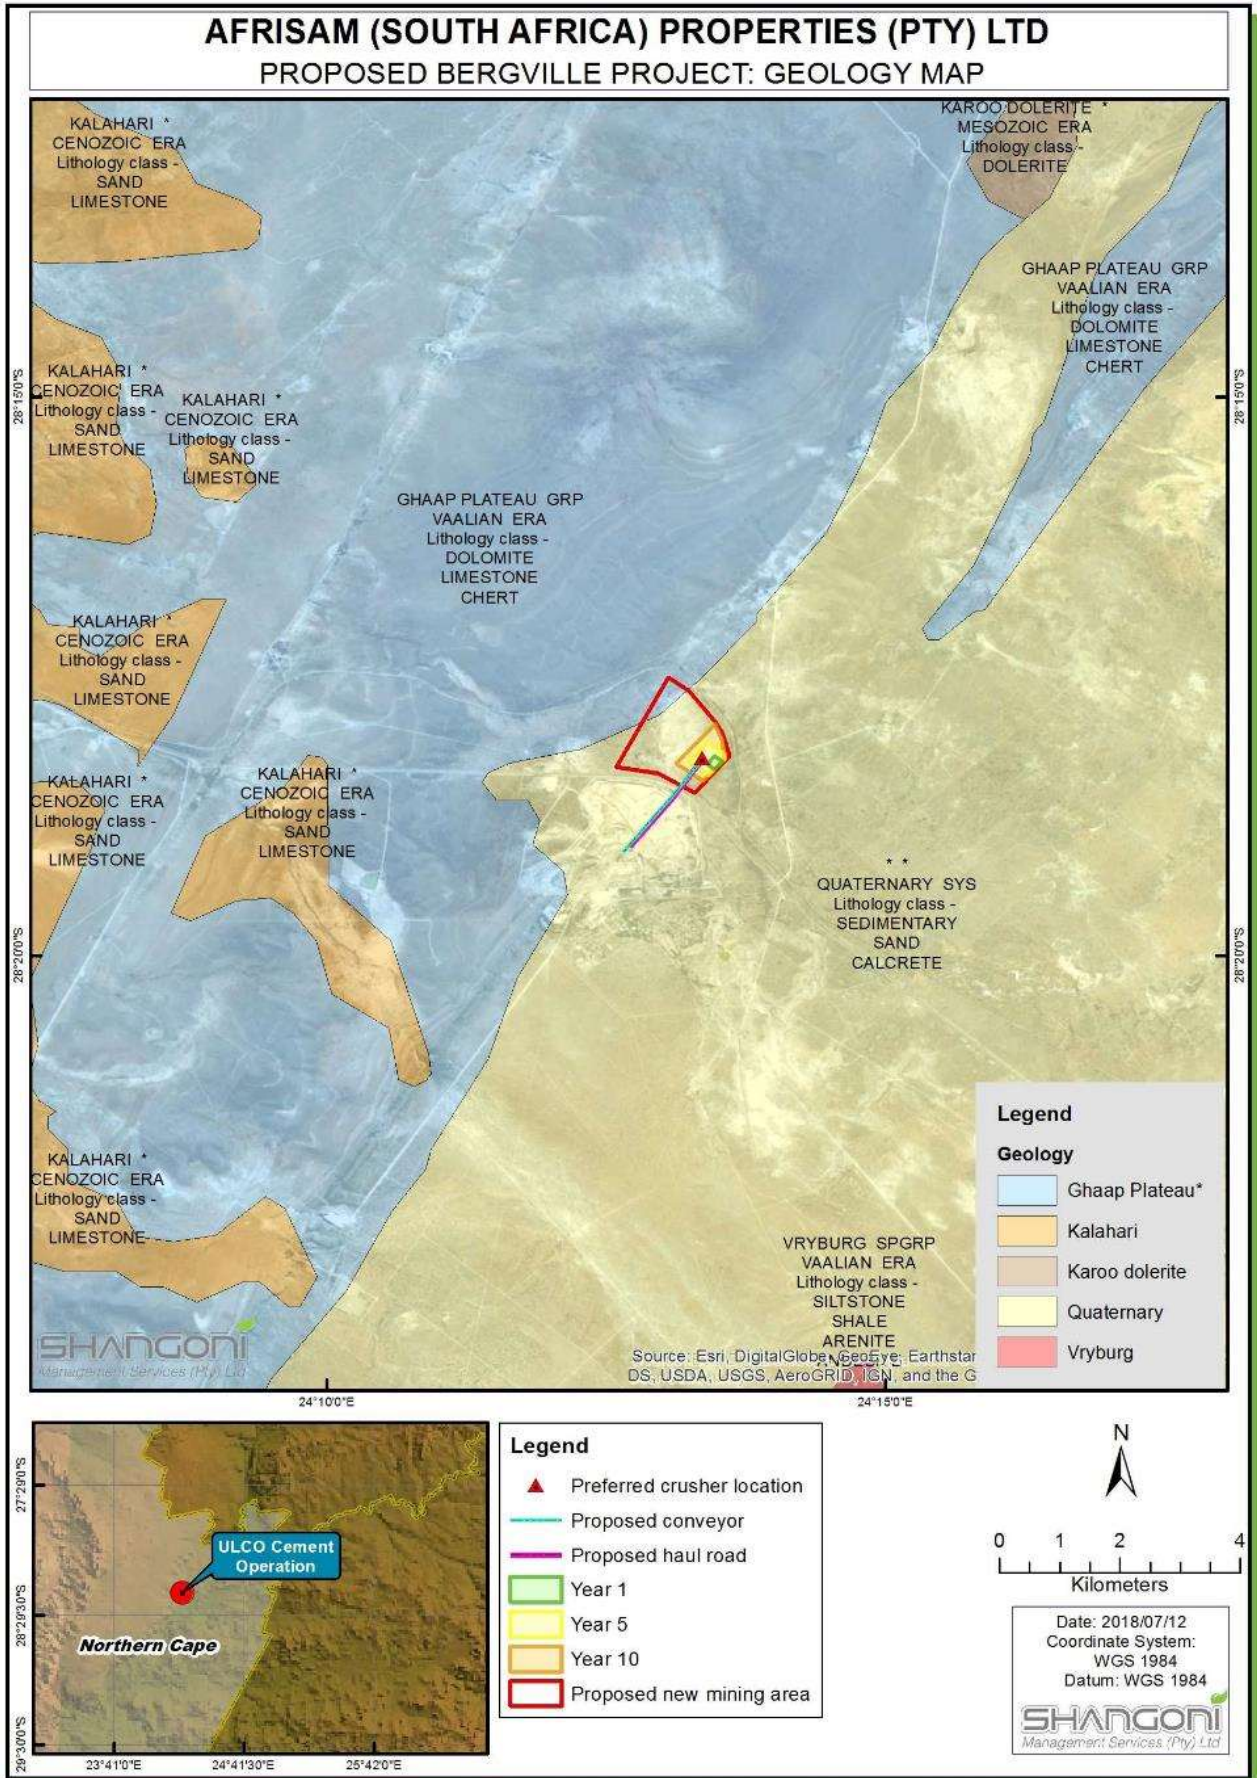 AFRISAM (SOUTH AFRICA) PROPERTIES (PTY) LTD
PROPOSED BERGVILLE PROJECT: GEOLOGY MAP
KALAHARI *
CENOZOIC ERA
Lithology class -
SAND
LIMESTONE
KAROO DOLERITE *
MESOZOIC ERA
Lithology class -
DOLERITE
GHAAP PLATEAU GRP
VAALIAN ERA
Lithology class -
DOLOMITE
LIMESTONE
CHERT
KALAHARI *
CENOZOIC ERA
Lithology class -
SAND
LIMESTONE
KALAHARI *
CENOZOIC ERA
Lithology class -
SAND
LIMESTONE
28°15'0"S
28°15'0"S
GHAAP PLATEAU GRP
VAALIAN ERA
Lithology class -
DOLOMITE
LIMESTONE
CHERT
KALAHARI *
CENOZOIC ERA
Lithology class -
SAND
LIMESTONE
KALAHARI *
CENOZOIC ERA
Lithology class -
SAND
LIMESTONE
KALAHARI *
CENOZOIC ERA
Lithology class -
SAND
LIMESTONE
* *
QUATERNARY SYS
Lithology class -
SEDIMENTARY
SAND
CALCRETE
28°20'0"S
28°20'0"S
KALAHARI *
CENOZOIC ERA
Lithology class -
SAND
LIMESTONE
VRYBURG SPGRP
VAALIAN ERA
Lithology class -
SILTSTONE
SHALE
ARENITE
Source: Esri, DigitalGlobe, GeoEye, Earthstar
DS, USDA, USGS, AeroGRID, IGN, and the G
SHANGONI
Management Services (Pty) Ltd
Legend
Geology
Ghaap Plateau*
Kalahari
Karoo dolerite
Quaternary
Vryburg
24°10'0"E
24°15'0"E
27°29'0"S
28°29'30"S
29°30'0"S
ULCO Cement
Operation
Northern Cape
23°41'0"E
24°41'30"E
25°42'0"E
Legend
Preferred crusher location
Proposed conveyor
Proposed haul road
Year 1
Year 5
Year 10
Proposed new mining area
N
0 1 2 4
Kilometers
Date: 2018/07/12
Coordinate System:
WGS 1984
Datum: WGS 1984
SHANGONI
Management Services (Pty) Ltd